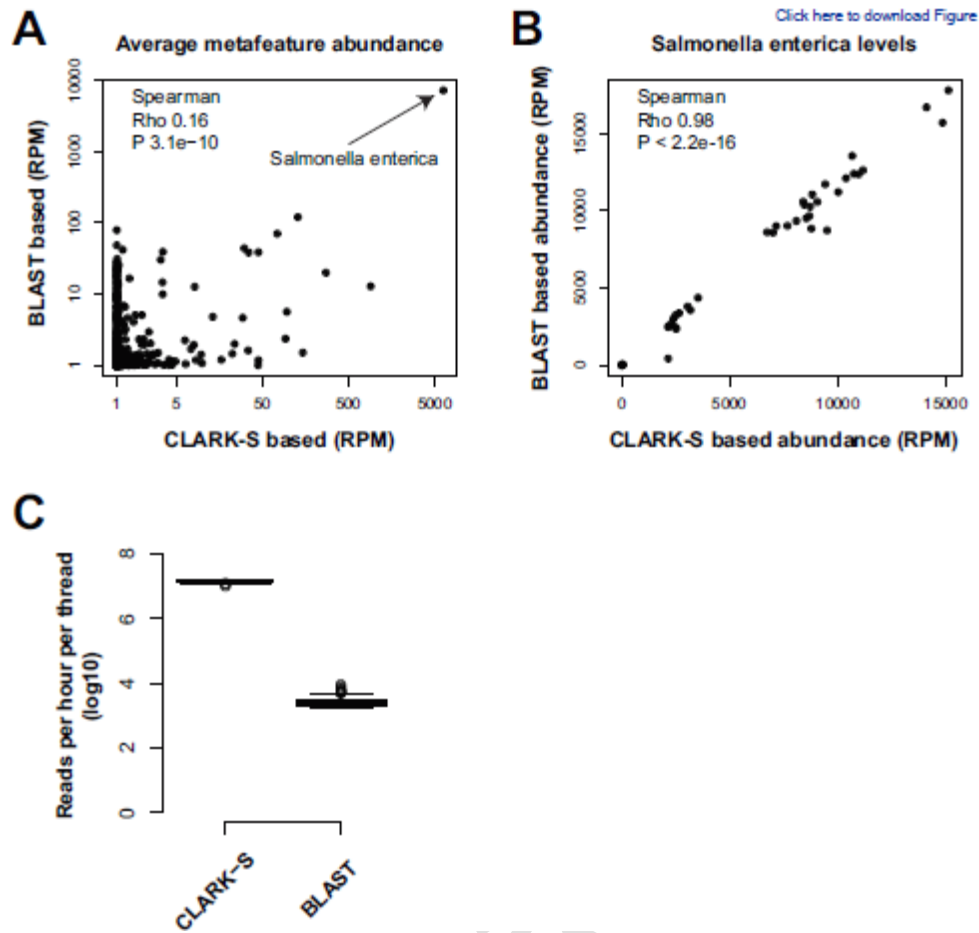 Click here to download Figure
A
Average metafeature abundance
BLAST based (RPM)
10000
1000
100
10
1
Spearman
Rho 0.16
P 3.1e−10
Salmonella enterica
1
5
50
500
5000
CLARK-S based (RPM)
B
Salmonella enterica levels
BLAST based abundance (RPM)
15000
10000
5000
0
Spearman
Rho 0.98
P < 2.2e-16
0
5000
10000
15000
CLARK-S based abundance (RPM)
C
Reads per hour per thread
(log10)
8
6
4
2
0
CLARK−S
BLAST